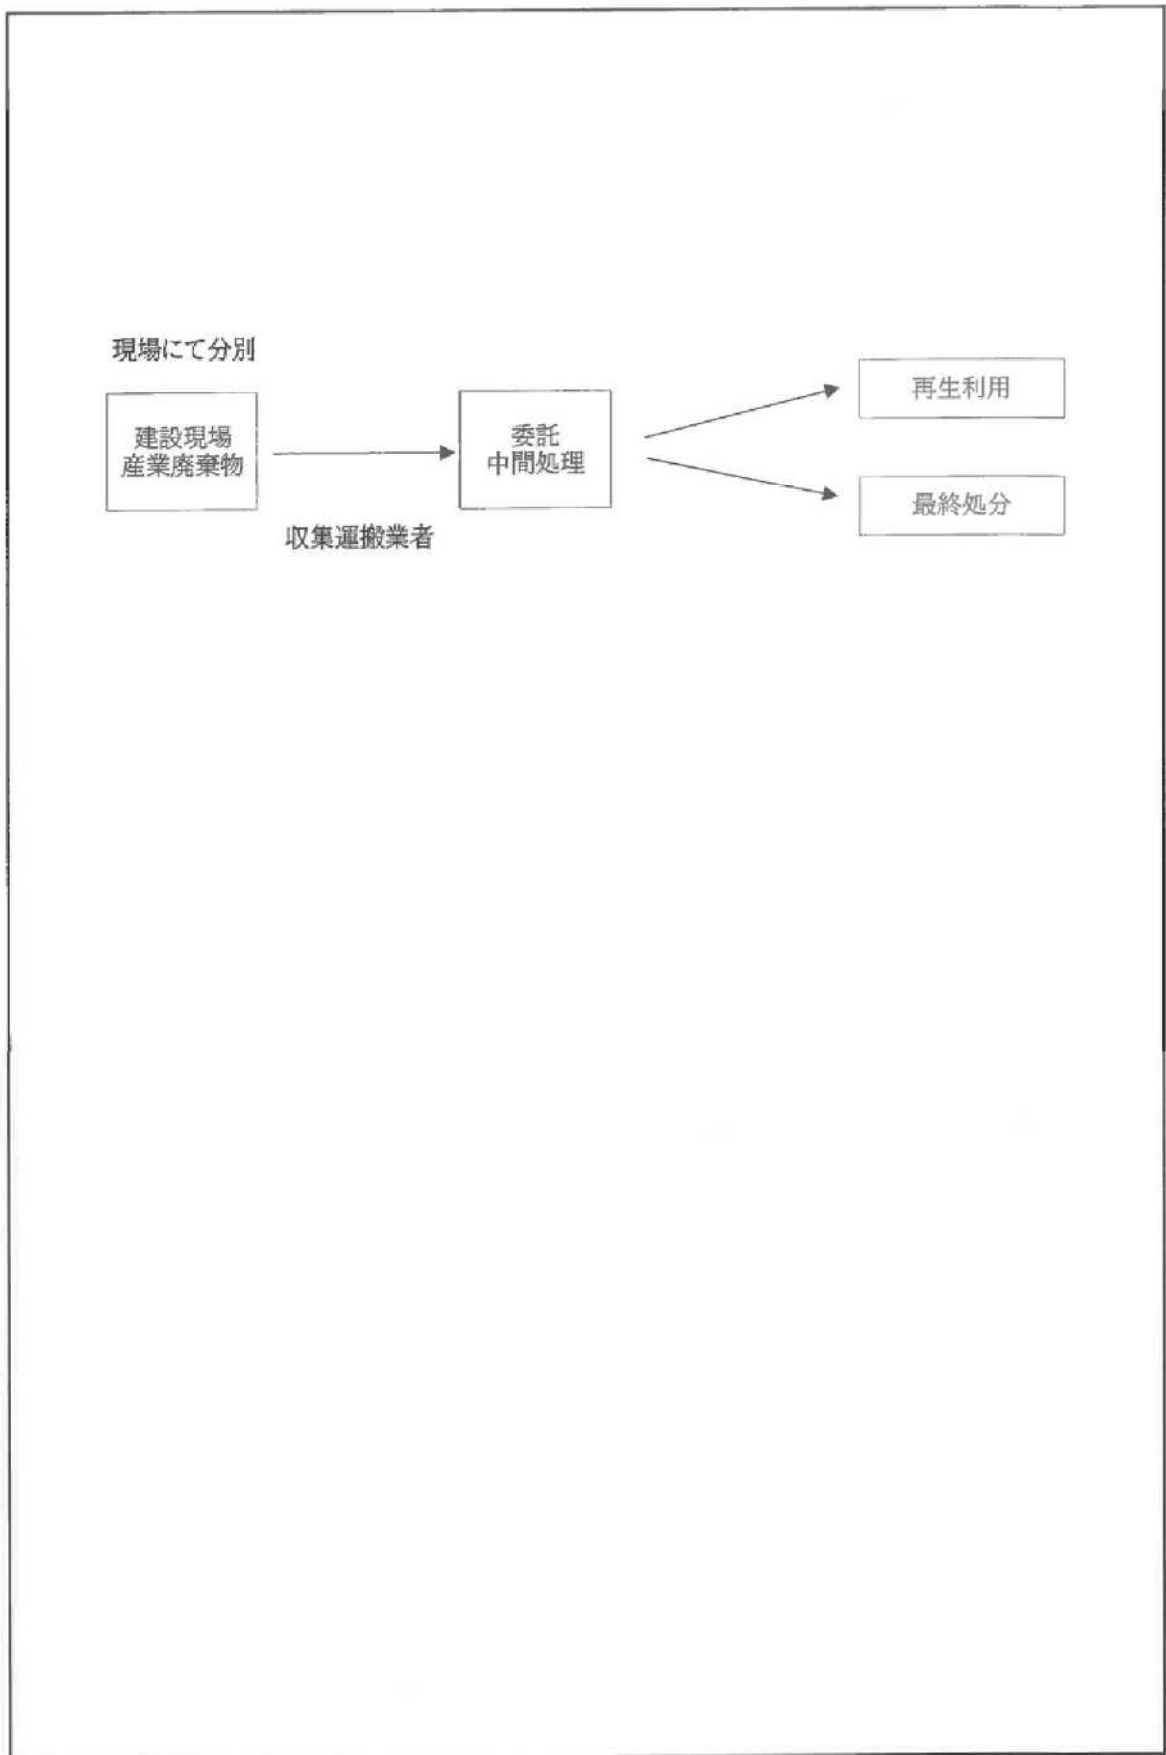 現場にて分別
建設現場
産業廃棄物
収集運搬業者
委託
中間処理
再生利用
最終処分